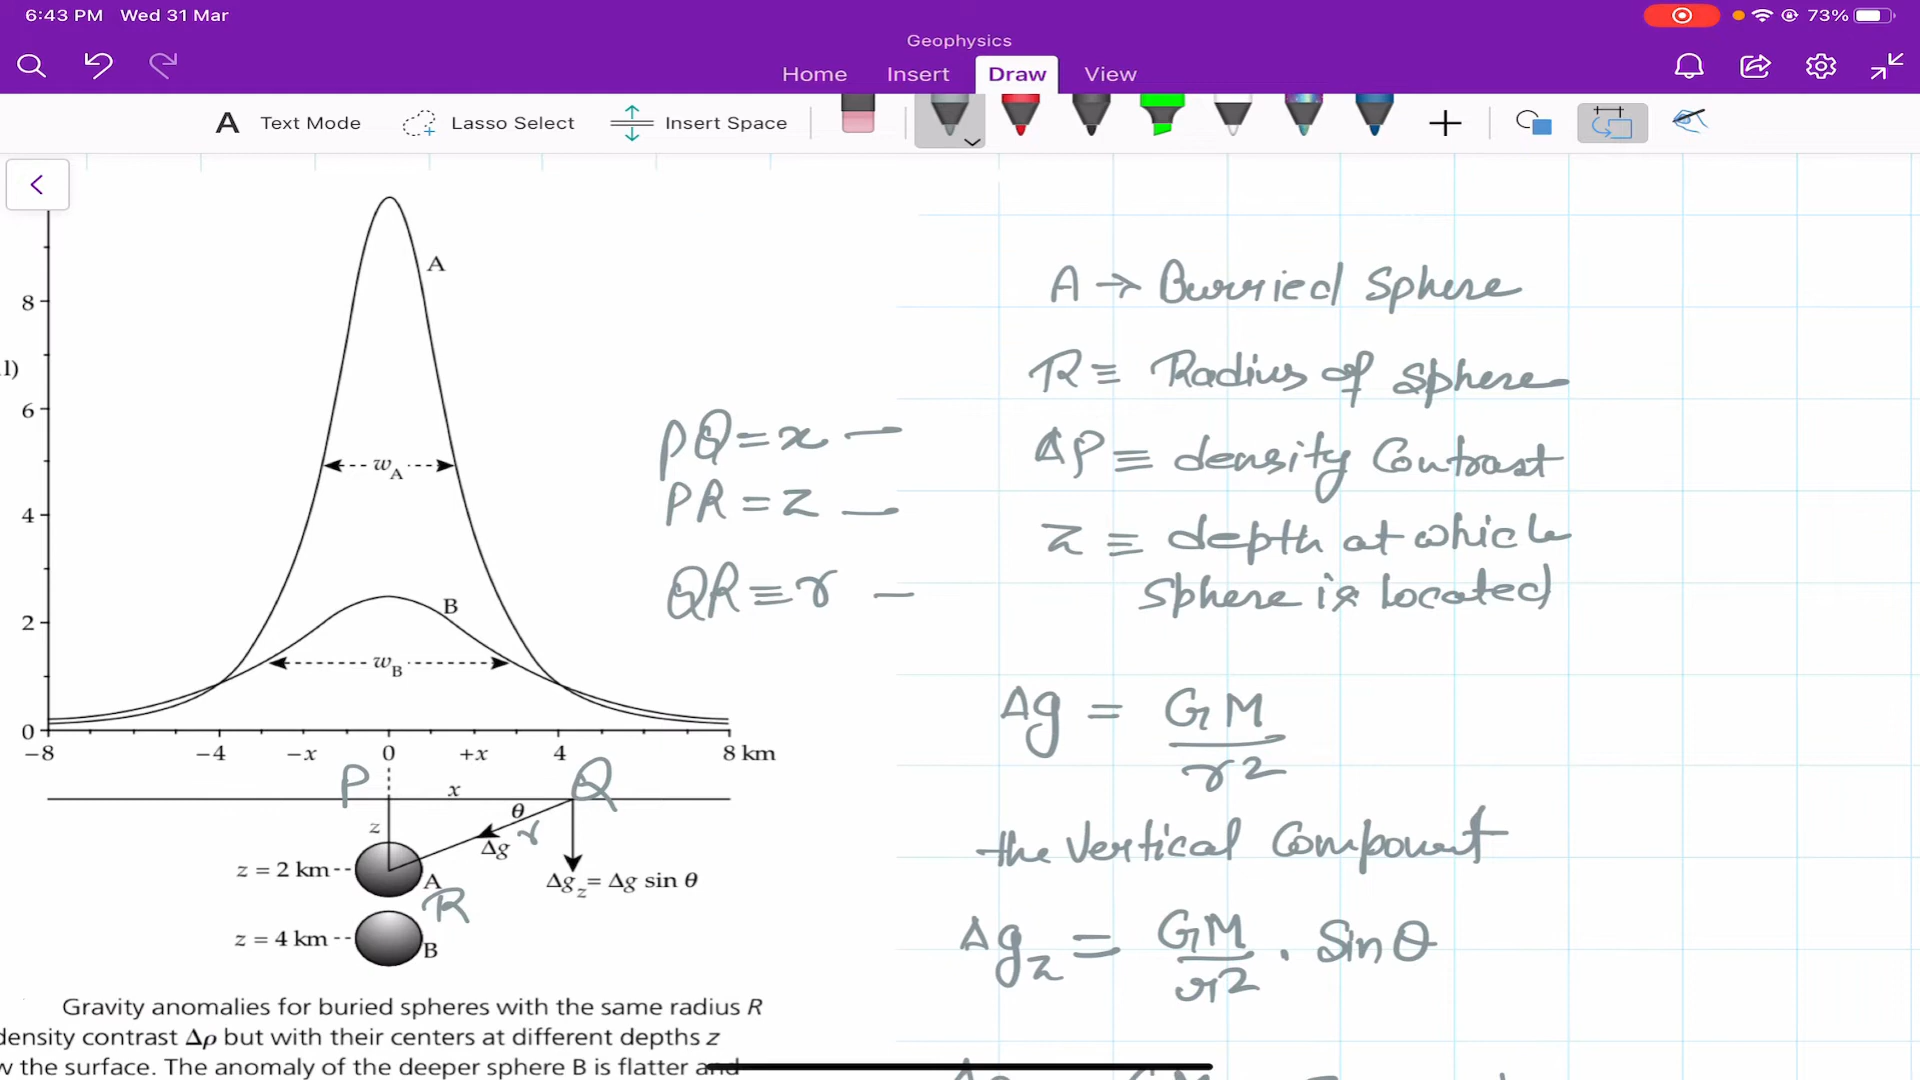 6:43 PM Wed 31 Mar
73%
Geophysics
Home Insert Draw View
A Text Mode Lasso Select Insert Space
A
8
6
w_A
4
B
2
w_B
0
−8 −4 −x 0 +x 4 8 km
PQ = x —
PR = z —
QR ≡ r —
P x Q
θ
z r
Δg
z = 2 km-- A
R
Δg_z = Δg sin θ
z = 4 km-- B
Gravity anomalies for buried spheres with the same radius R
density contrast Δρ but with their centers at different depths z
w the surface. The anomaly of the deeper sphere B is flatter and
A → Burried Sphere
R ≡ Radius of sphere
Δρ ≡ density Contrast
z ≡ depth at which
sphere is located
Δg = GM / r²
the vertical Component
Δg_z = GM / r² . Sin θ